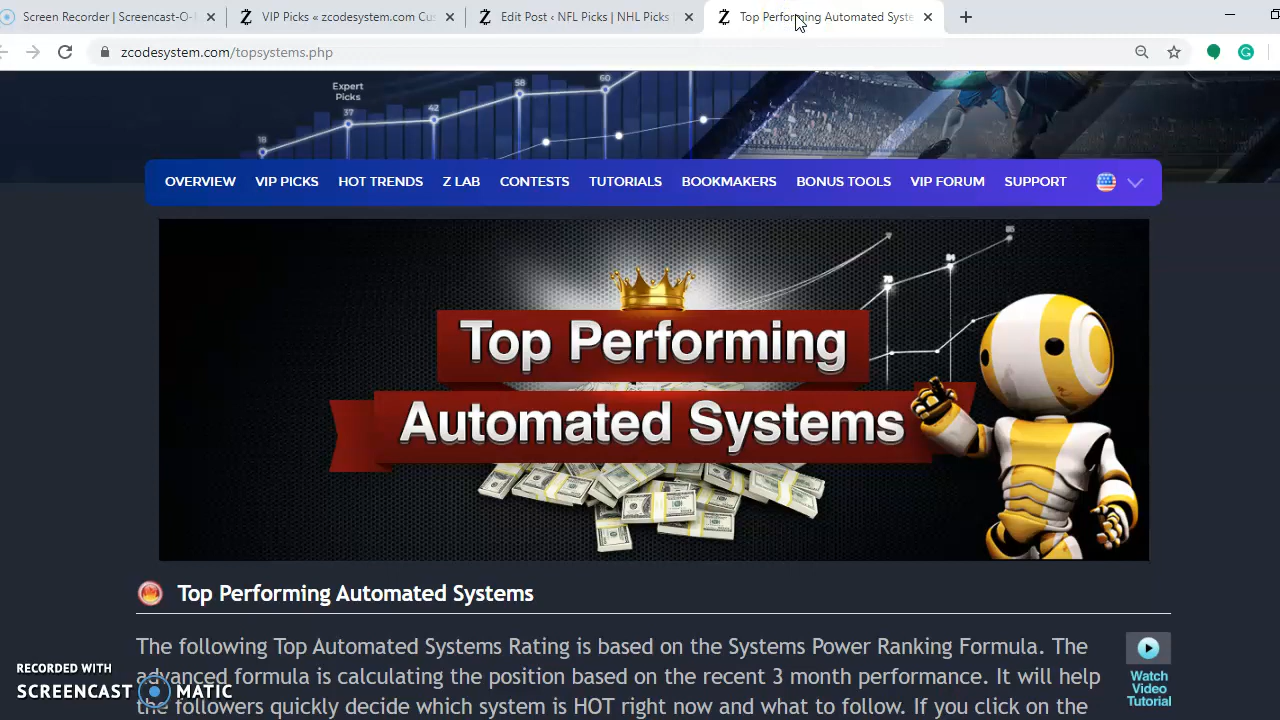 Screen Recorder | Screencast-O-
VIP Picks « zcodesystem.com Cu
Edit Post ‹ NFL Picks | NHL Picks
Top Performing Automated Syste
zcodesystem.com/topsystems.php
Expert
Picks
18
37
42
58
60
OVERVIEW
VIP PICKS
HOT TRENDS
Z LAB
CONTESTS
TUTORIALS
BOOKMAKERS
BONUS TOOLS
VIP FORUM
SUPPORT
Top Performing
Automated Systems
Top Performing Automated Systems
The following Top Automated Systems Rating is based on the Systems Power Ranking Formula. The
advanced formula is calculating the position based on the recent 3 month performance. It will help
the followers quickly decide which system is HOT right now and what to follow. If you click on the
Watch
Video
Tutorial
RECORDED WITH
SCREENCAST MATIC